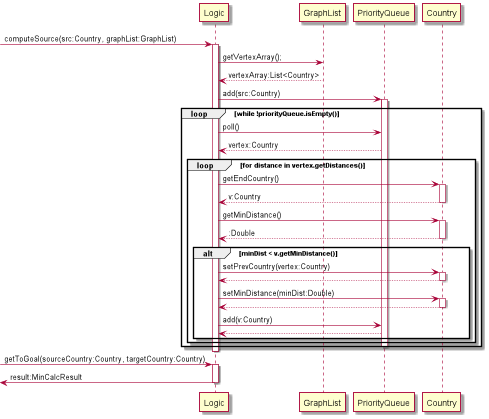 Logic GraphList PriorityQueue Country
computeSource(src:Country, graphList:GraphList)
getVertexArray();
vertexArray:List<Country>
add(src:Country)
loop [while !priorityQueue.isEmpty()]
poll()
vertex:Country
loop [for distance in vertex.getDistances()]
getEndCountry()
v:Country
getMinDistance()
:Double
alt [minDist < v.getMinDistance()]
setPrevCountry(vertex:Country)
setMinDistance(minDist:Double)
add(v:Country)
getToGoal(sourceCountry:Country, targetCountry:Country)
result:MinCalcResult
Logic GraphList PriorityQueue Country